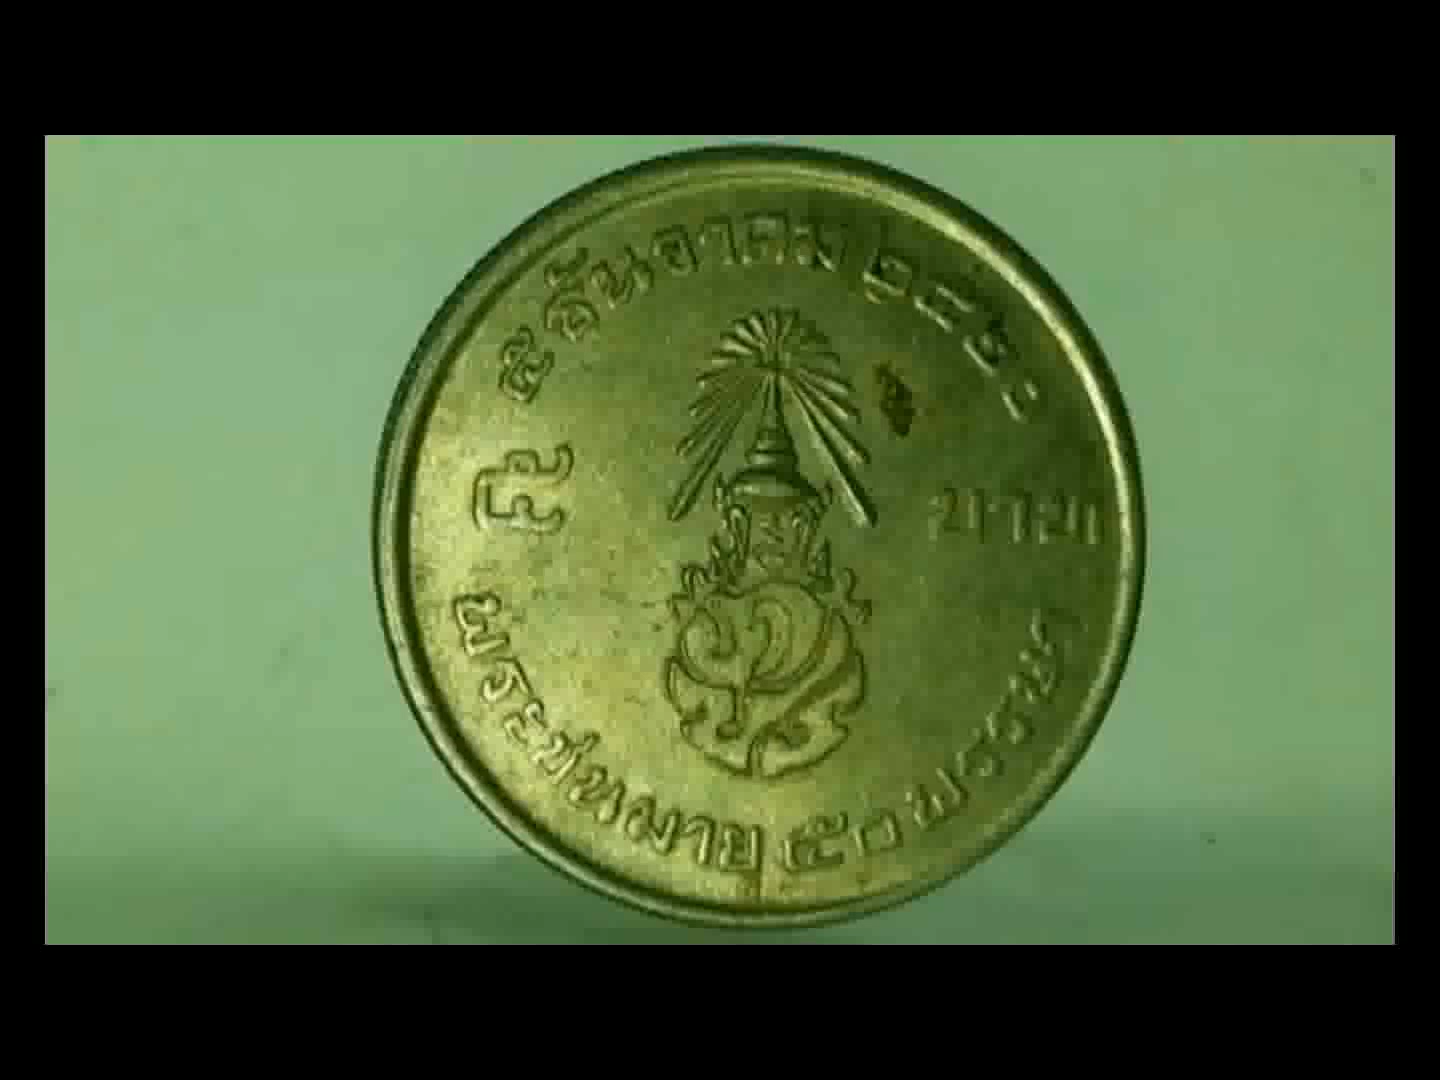 ๕ ธันวาคม ๒๕๒๐
๕ บาท
พระชนมายุ ๕๐ พรรษา